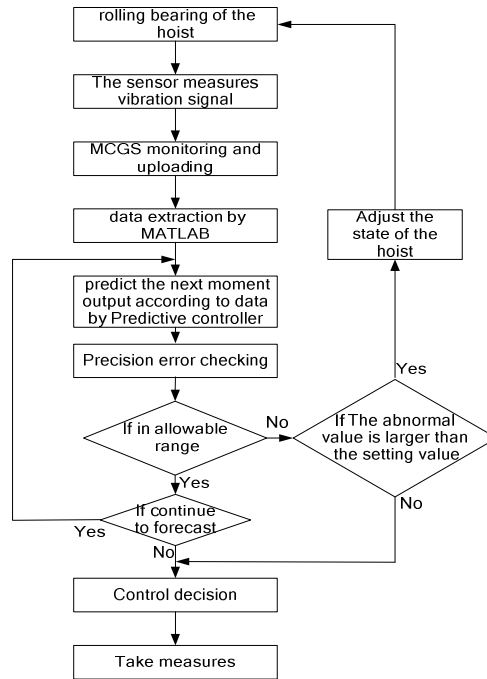 rolling bearing of the
hoist
The sensor measures
vibration signal
MCGS monitoring and
uploading
data extraction by
MATLAB
Adjust the
state of the
hoist
predict the next moment
output according to data
by Predictive controller
Precision error checking
Yes
If in allowable
range
No
If The abnormal
value is larger than
the setting value
Yes
No
If continue
to forecast
Yes
No
Control decision
Take measures